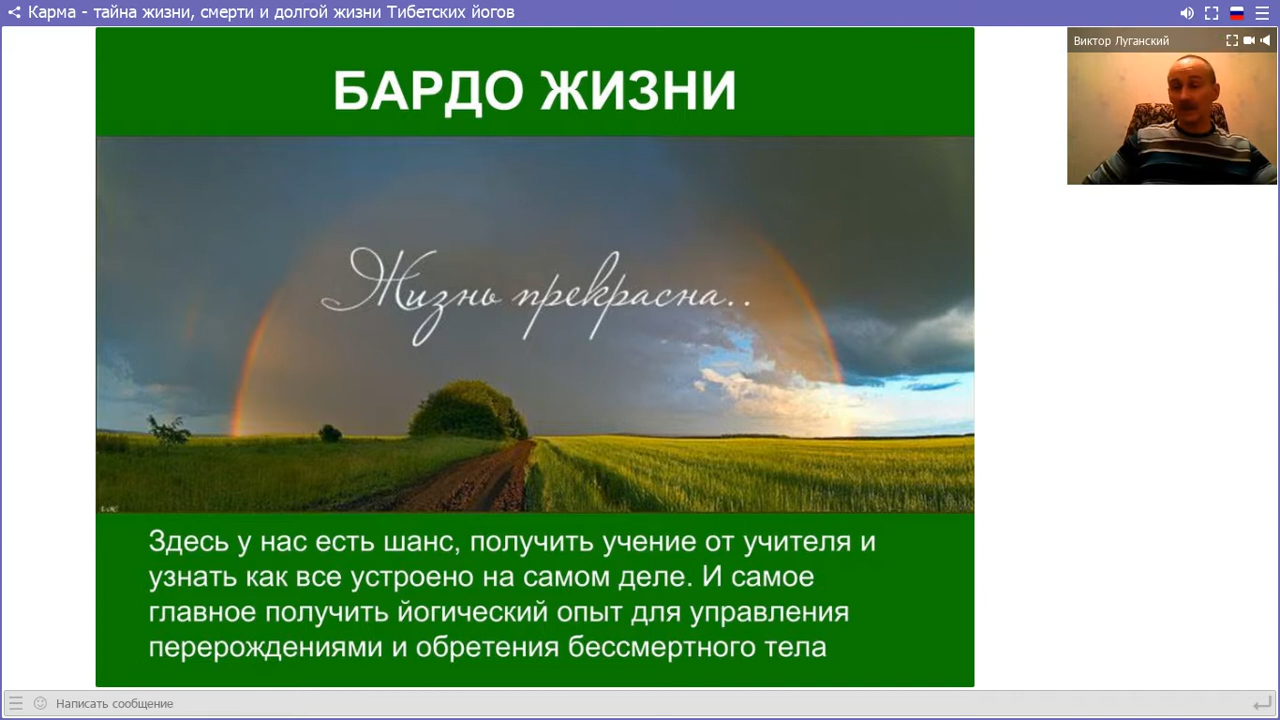 Карма - тайна жизни, смерти и долгой жизни Тибетских йогов
Виктор Луганский
БАРДО ЖИЗНИ
Жизнь прекрасна..
Здесь у нас есть шанс, получить учение от учителя и
узнать как все устроено на самом деле. И самое
главное получить йогический опыт для управления
перерождениями и обретения бессмертного тела
Написать сообщение